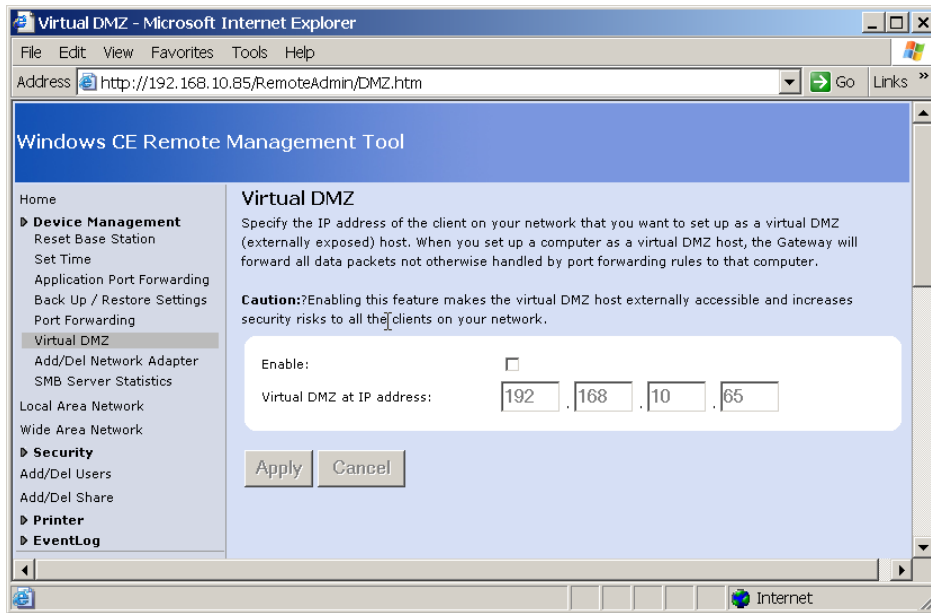 Virtual DMZ - Microsoft Internet Explorer
File Edit View Favorites Tools Help
Address http://192.168.10.85/RemoteAdmin/DMZ.htm Go Links »
Windows CE Remote Management Tool
Home
Device Management
Reset Base Station
Set Time
Application Port Forwarding
Back Up / Restore Settings
Port Forwarding
Virtual DMZ
Add/Del Network Adapter
SMB Server Statistics
Local Area Network
Wide Area Network
Security
Add/Del Users
Add/Del Share
Printer
EventLog
Virtual DMZ
Specify the IP address of the client on your network that you want to set up as a virtual DMZ
(externally exposed) host. When you set up a computer as a virtual DMZ host, the Gateway will
forward all data packets not otherwise handled by port forwarding rules to that computer.
Caution:?Enabling this feature makes the virtual DMZ host externally accessible and increases
security risks to all the clients on your network.
Enable:
Virtual DMZ at IP address: 192 . 168 . 10 . 65
Apply Cancel
Internet